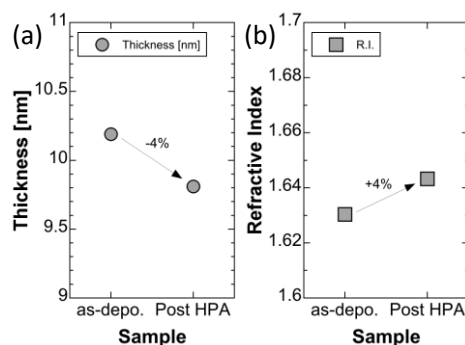 (a)
Thickness [nm]
11
10.5
10
9.5
9
Thickness [nm]
-4%
as-depo.
Post HPA
Sample
(b)
R.I.
1.7
1.68
1.66
1.64
1.62
1.6
Refractive Index
+4%
as-depo.
Post HPA
Sample